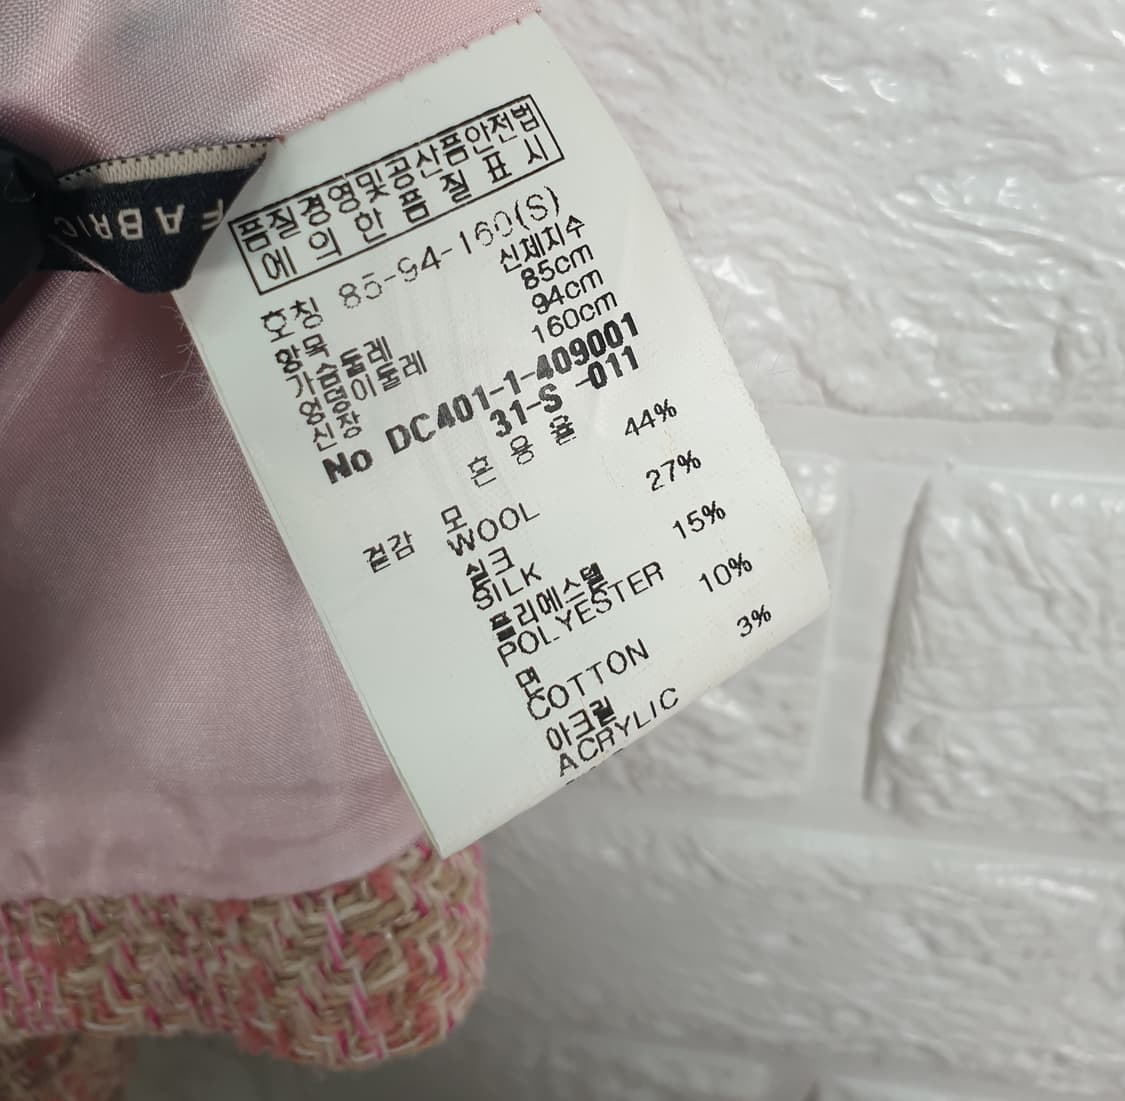 FABRIC
품질경영및공산품안전법
에 의 한 품 질 표 시
호칭 85-94-160(S)
항목 신체지수
가슴둘레 85cm
엉덩이둘레 94cm
신장 160cm
No DC401-1-409001
31-S -011
혼 용 율
겉감 모 44%
WOOL
실크 27%
SILK
폴리에스텔 15%
POLYESTER
면 10%
COTTON
아크릴 3%
ACRYLIC